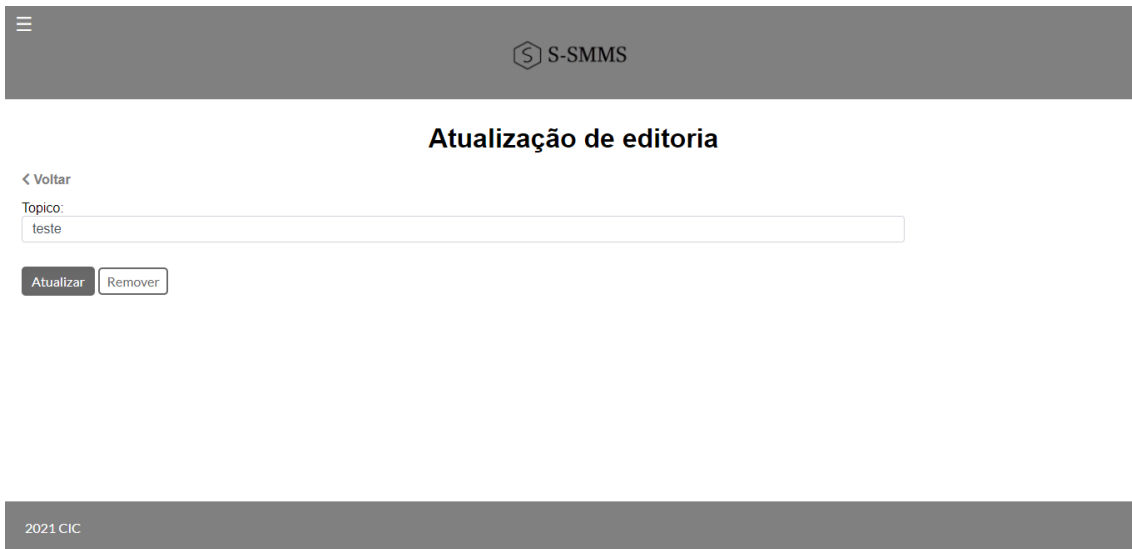 S S-SMMS
Atualização de editoria
Voltar
Topico:
teste
Atualizar Remover
2021 CIC